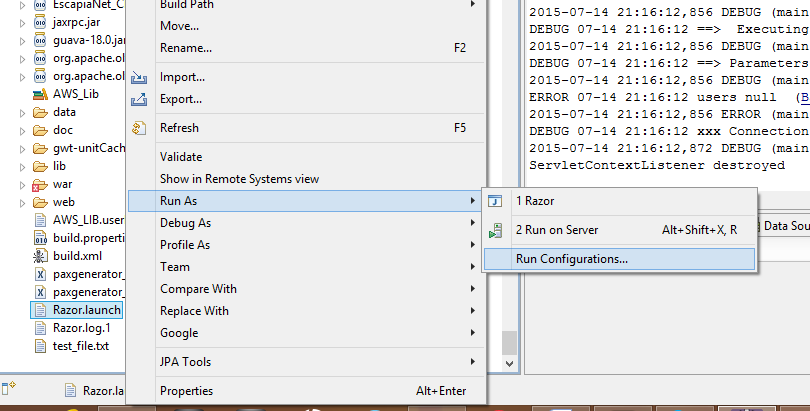 EscapiaNet_C
jaxrpc.jar
guava-18.0.jar
org.apache.ol
org.apache.ol
AWS_Lib
data
doc
gwt-unitCach
lib
war
web
AWS_LIB.user
build.properti
build.xml
paxgenerator_
paxgenerator_
Razor.launch
Razor.log.1
test_file.txt
Razor.la
Build Path
Move...
Rename... F2
Import...
Export...
Refresh F5
Validate
Show in Remote Systems view
Run As
Debug As
Profile As
Team
Compare With
Replace With
Google
JPA Tools
Properties Alt+Enter
1 Razor
2 Run on Server Alt+Shift+X, R
Run Configurations...
2015-07-14 21:16:12,856 DEBUG (main
DEBUG 07-14 21:16:12 ==> Executing
2015-07-14 21:16:12,856 DEBUG (main
DEBUG 07-14 21:16:12 ==> Parameters
2015-07-14 21:16:12,856 DEBUG (main
ERROR 07-14 21:16:12 users null (B
2015-07-14 21:16:12,856 ERROR (main
DEBUG 07-14 21:16:12 xxx Connection
2015-07-14 21:16:12,872 DEBUG (main
ServletContextListener destroyed
Data Sou